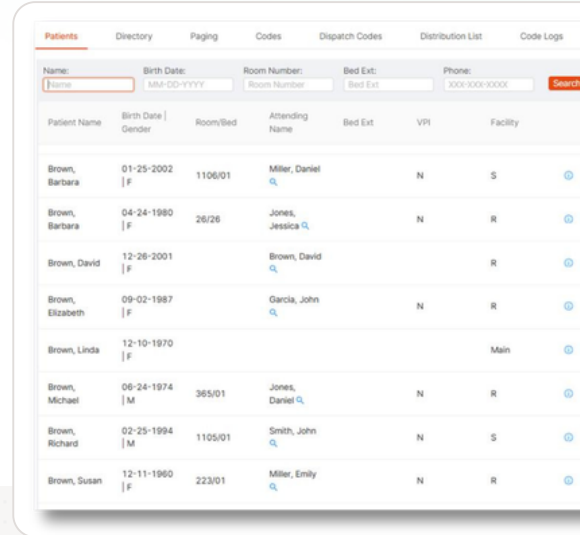 Patients Directory Paging Codes Dispatch Codes Distribution List Code Logs
Name: Birth Date: Room Number: Bed Ext: Phone:
Name MM-DD-YYYY Room Number Bed Ext XXX-XXX-XXXX Search
Patient Name Birth Date | Gender Room/Bed Attending Name Bed Ext VPI Facility
Brown, Barbara 01-25-2002 | F 1106/01 Miller, Daniel N S
Brown, Barbara 04-24-1980 | F 26/26 Jones, Jessica N R
Brown, David 12-26-2001 | F Brown, David R
Brown, Elizabeth 09-02-1987 | F Garcia, John N R
Brown, Linda 12-10-1970 | F Main
Brown, Michael 06-24-1974 | M 365/01 Jones, Daniel N R
Brown, Richard 02-25-1994 | M 1105/01 Smith, John N S
Brown, Susan 12-11-1960 | F 223/01 Miller, Emily N R